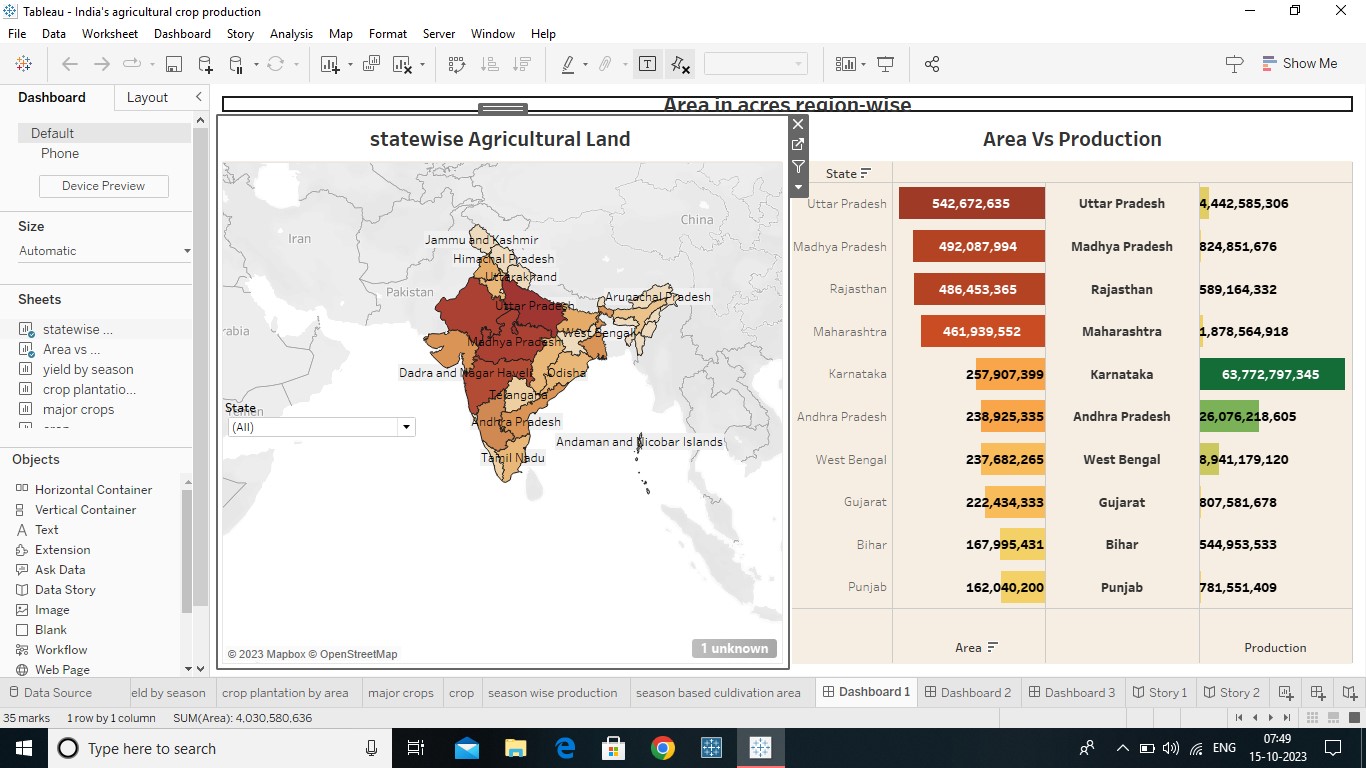 Tableau - India's agricultural crop production
File Data Worksheet Dashboard Story Analysis Map Format Server Window Help
Show Me
Dashboard Layout
Default
Phone
Device Preview
Size
Automatic
Sheets
statewise ...
Area vs ...
yield by season
crop plantatio...
major crops
Objects
Horizontal Container
Vertical Container
Text
Extension
Ask Data
Data Story
Image
Blank
Workflow
Web Page
Area in acres region-wise
statewise Agricultural Land
Iran
China
Pakistan
rabia
Yemen
Jammu and Kashmir
Himachal Pradesh
Uttarakhand
Arunachal Pradesh
Uttar Pradesh
West Bengal
Madhya Pradesh
Dadra and Nagar Haveli
Odisha
Telangana
Andhra Pradesh
Andaman and Nicobar Islands
Tamil Nadu
State
(All)
© 2023 Mapbox © OpenStreetMap
1 unknown
Area Vs Production
State
Uttar Pradesh 542,672,635 Uttar Pradesh 4,442,585,306
Madhya Pradesh 492,087,994 Madhya Pradesh 824,851,676
Rajasthan 486,453,365 Rajasthan 589,164,332
Maharashtra 461,939,552 Maharashtra 1,878,564,918
Karnataka 257,907,399 Karnataka 63,772,797,345
Andhra Pradesh 238,925,335 Andhra Pradesh 26,076,218,605
West Bengal 237,682,265 West Bengal 8,941,179,120
Gujarat 222,434,333 Gujarat 807,581,678
Bihar 167,995,431 Bihar 544,953,533
Punjab 162,040,200 Punjab 781,551,409
Area Production
Data Source eld by season crop plantation by area major crops crop season wise production season based culdivation area Dashboard 1 Dashboard 2 Dashboard 3 Story 1 Story 2
35 marks 1 row by 1 column SUM(Area): 4,030,580,636
Type here to search
ENG
07:49
15-10-2023